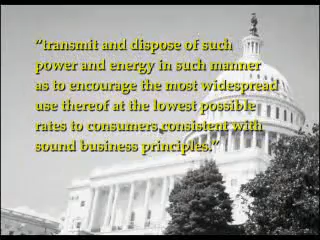 “transmit and dispose of such
power and energy in such manner
as to encourage the most widespread
use thereof at the lowest possible
rates to consumers consistent with
sound business principles.”